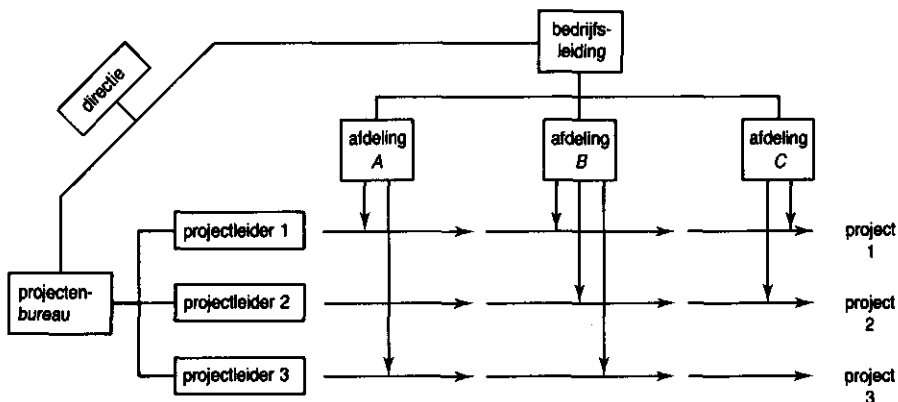 bedrijfs-
leiding
directie
afdeling
A
afdeling
B
afdeling
C
projectleider 1
project
1
projecten-
bureau
projectleider 2
project
2
projectleider 3
project
3